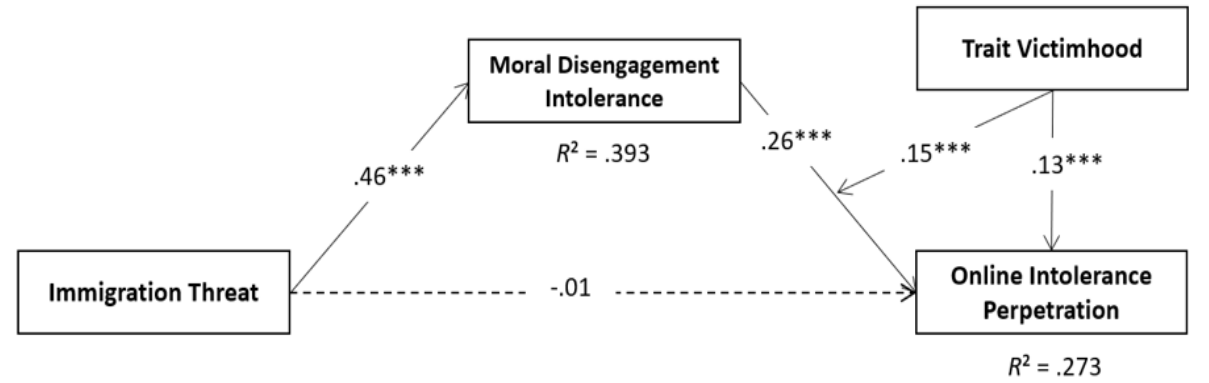 Trait Victimhood
Moral Disengagement
Intolerance
R² = .393
.26***
.15***
.13***
.46***
Immigration Threat
-.01
Online Intolerance
Perpetration
R² = .273